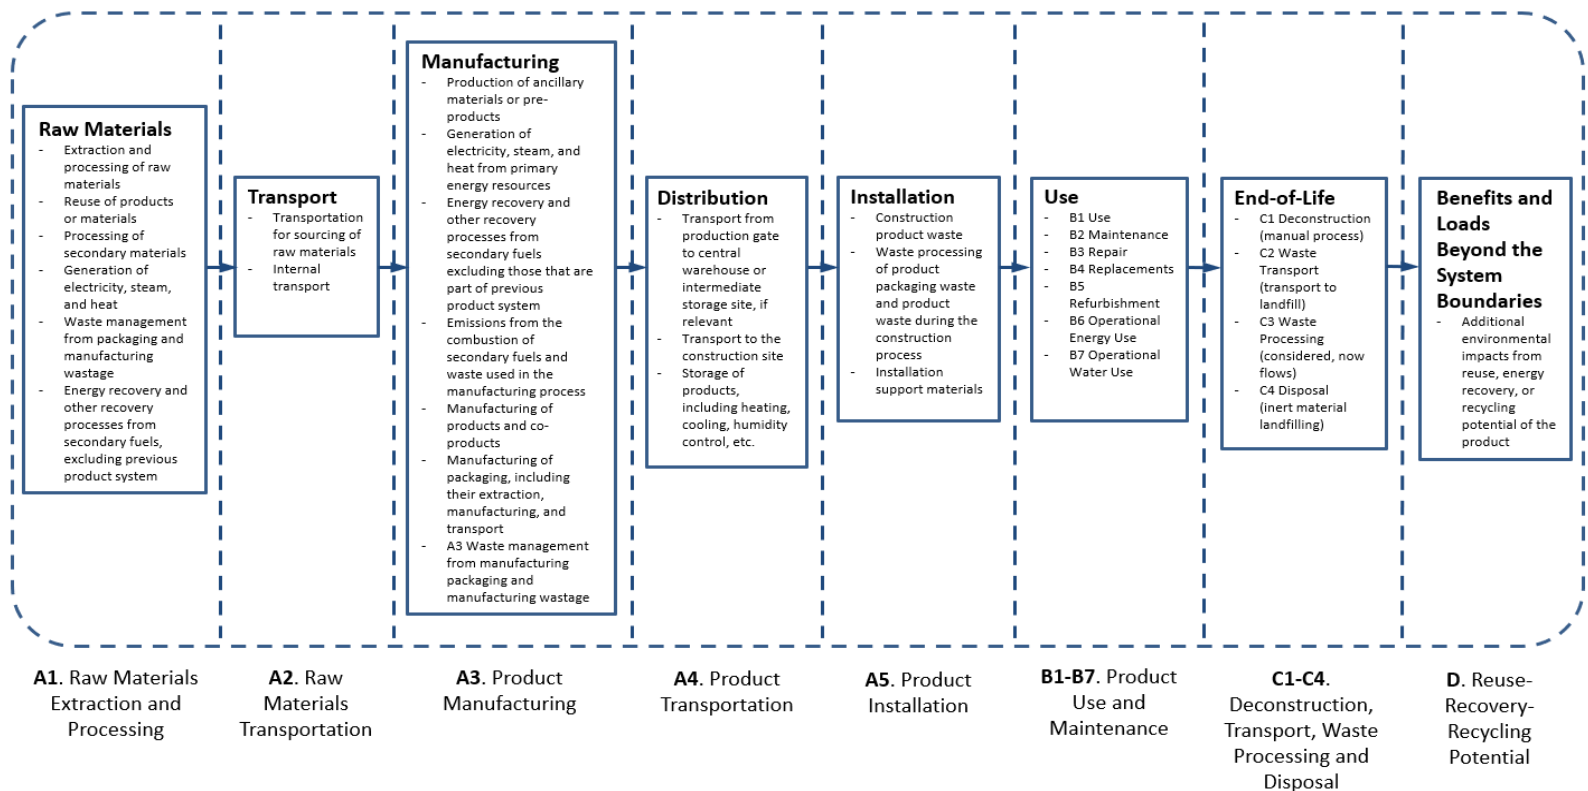 Raw Materials
- Extraction and
processing of raw
materials
- Reuse of products
or materials
- Processing of
secondary materials
- Generation of
electricity, steam,
and heat
- Waste management
from packaging and
manufacturing
wastage
- Energy recovery and
other recovery
processes from
secondary fuels,
excluding previous
product system
Transport
- Transportation
for sourcing of
raw materials
- Internal
transport
Manufacturing
- Production of ancillary
materials or pre-
products
- Generation of
electricity, steam, and
heat from primary
energy resources
- Energy recovery and
other recovery
processes from
secondary fuels
excluding those that are
part of previous
product system
- Emissions from the
combustion of
secondary fuels and
waste used in the
manufacturing process
- Manufacturing of
products and co-
products
- Manufacturing of
packaging, including
their extraction,
manufacturing, and
transport
- A3 Waste management
from manufacturing
packaging and
manufacturing wastage
Distribution
- Transport from
production gate
to central
warehouse or
intermediate
storage site, if
relevant
- Transport to the
construction site
- Storage of
products,
including heating,
cooling, humidity
control, etc.
Installation
- Construction
product waste
- Waste processing
of product
packaging waste
and product
waste during the
construction
process
- Installation
support materials
Use
- B1 Use
- B2 Maintenance
- B3 Repair
- B4 Replacements
- B5
Refurbishment
- B6 Operational
Energy Use
- B7 Operational
Water Use
End-of-Life
- C1 Deconstruction
(manual process)
- C2 Waste
Transport
(transport to
landfill)
- C3 Waste
Processing
(considered, now
flows)
- C4 Disposal
(inert material
landfilling)
Benefits and
Loads
Beyond the
System
Boundaries
- Additional
environmental
impacts from
reuse, energy
recovery, or
recycling
potential of the
product
A1. Raw Materials
Extraction and
Processing
A2. Raw
Materials
Transportation
A3. Product
Manufacturing
A4. Product
Transportation
A5. Product
Installation
B1-B7. Product
Use and
Maintenance
C1-C4.
Deconstruction,
Transport, Waste
Processing and
Disposal
D. Reuse-
Recovery-
Recycling
Potential